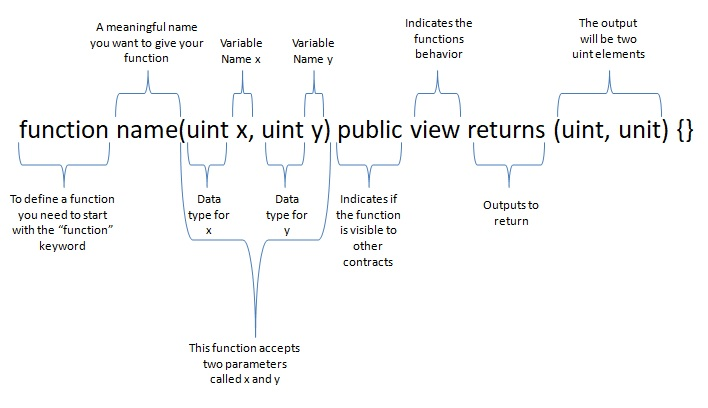 A meaningful name
you want to give your
function
Variable
Name x
Variable
Name y
Indicates the
functions
behavior
The output
will be two
uint elements
function name(uint x, uint y) public view returns (uint, unit) {}
To define a function
you need to start
with the “function”
keyword
Data
type for
x
Data
type for
y
Indicates if
the function
is visible to
other
contracts
Outputs to
return
This function accepts
two parameters
called x and y